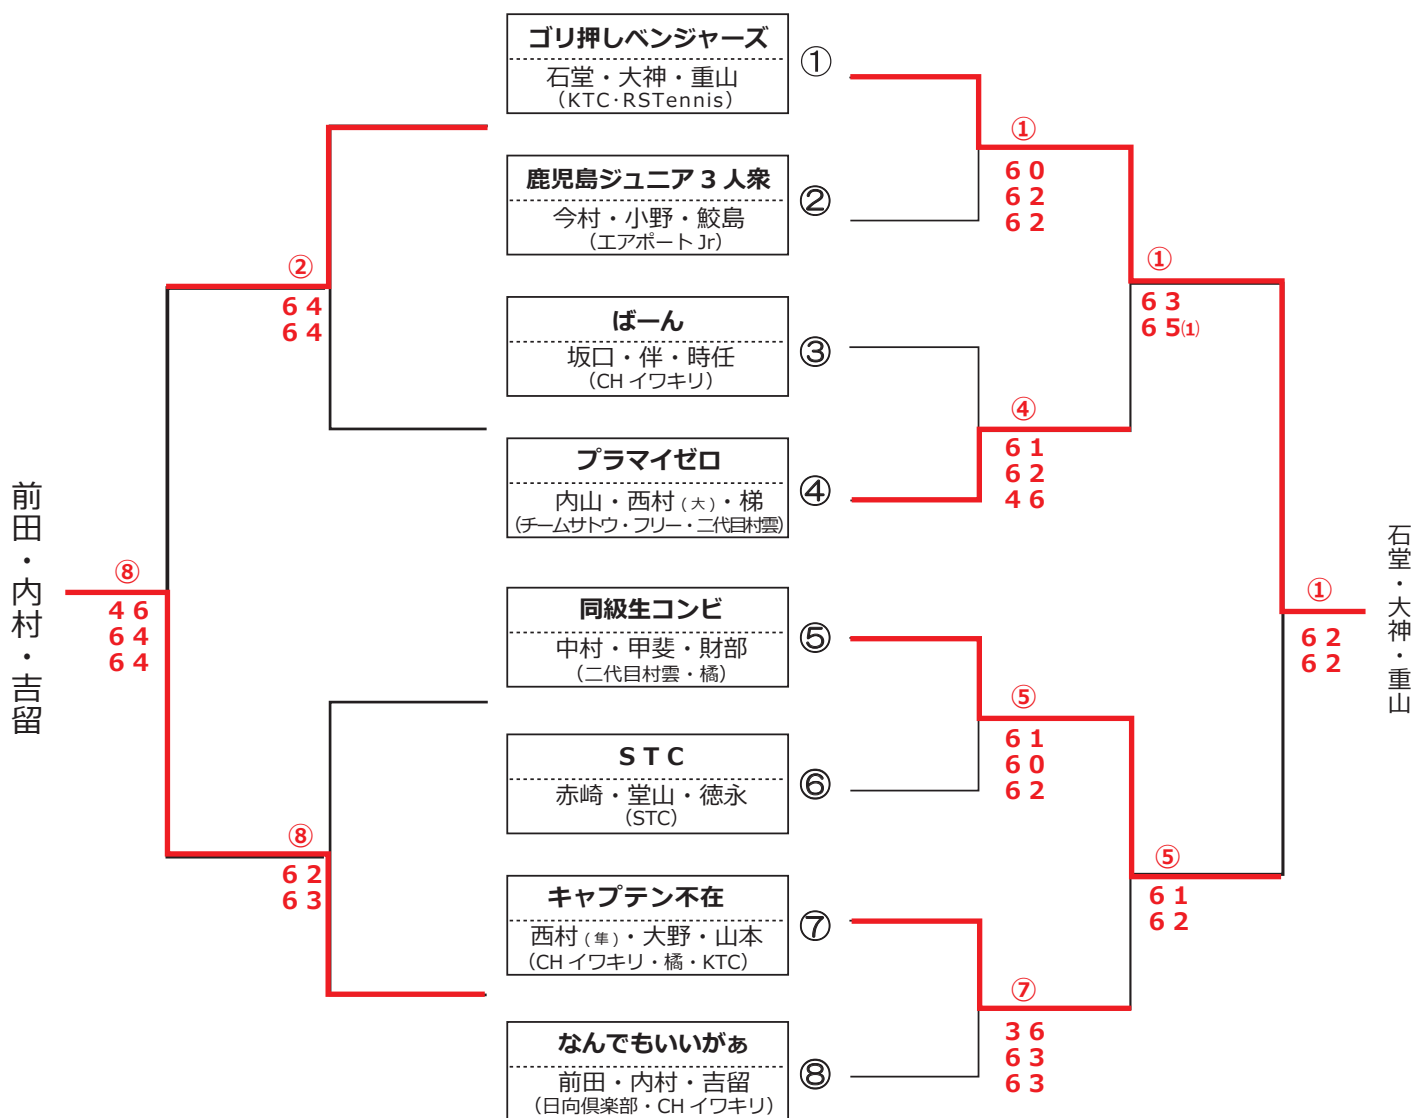 ゴリ押しベンジャーズ
石堂・大神・重山
（KTC･RSTennis）
①
鹿児島ジュニア３人衆
今村・小野・鮫島
（エアポート Jr）
②
ばーん
坂口・伴・時任
（CH イワキリ）
③
プラマイゼロ
内山・西村（大）・梯
（チームサトウ・フリー・二代目村雲）
④
同級生コンビ
中村・甲斐・財部
（二代目村雲・橘）
⑤
ＳＴＣ
赤崎・堂山・徳永
（STC）
⑥
キャプテン不在
西村（隼）・大野・山本
（CH イワキリ・橘・KTC）
⑦
なんでもいいがぁ
前田・内村・吉留
（日向倶楽部・CH イワキリ）
⑧
①
6 0
6 2
6 2
④
6 1
6 2
4 6
⑤
6 1
6 0
6 2
⑦
3 6
6 3
6 3
①
6 3
6 5(1)
⑤
6 1
6 2
①
6 2
6 2
石堂・大神・重山
②
6 4
6 4
⑧
6 2
6 3
⑧
4 6
6 4
6 4
前田・内村・吉留